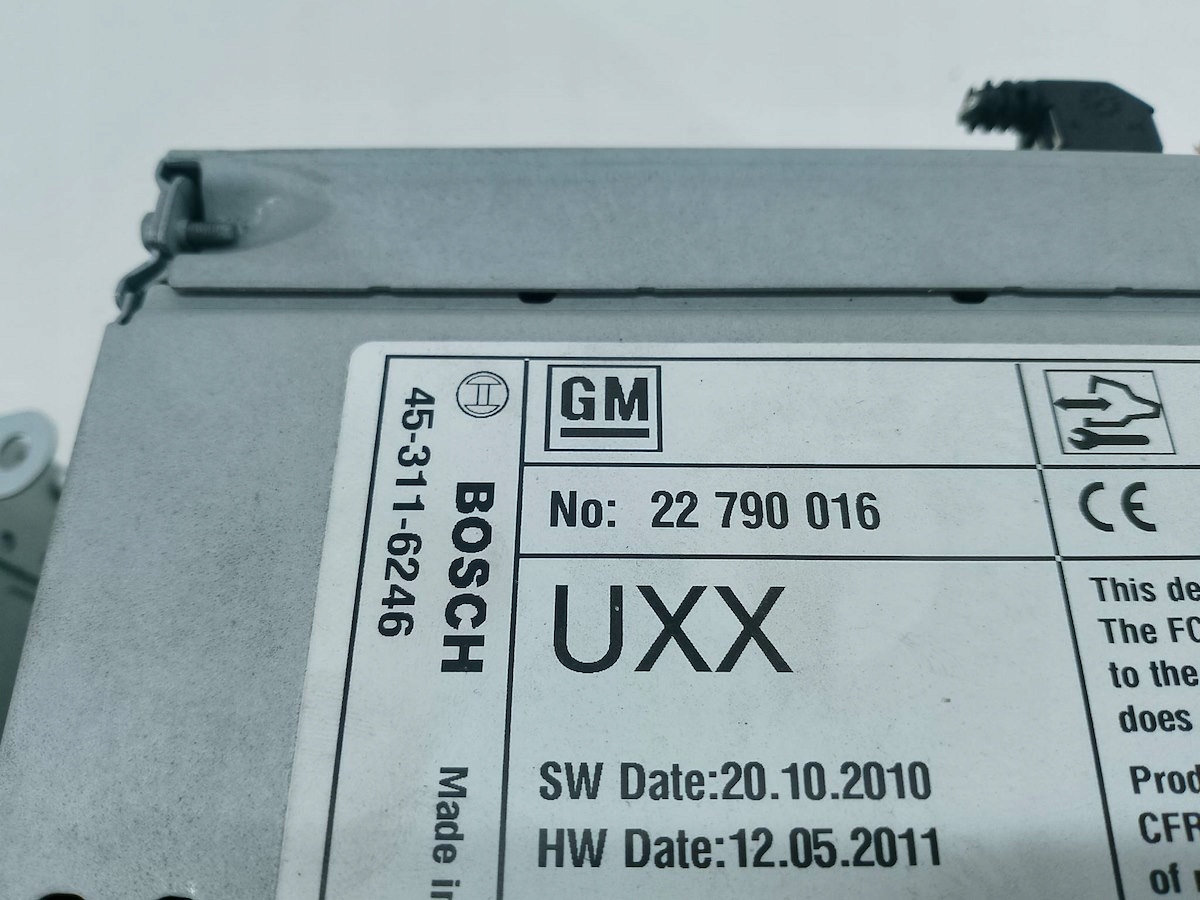 45-311-6246
BOSCH
Made in
GM
No: 22 790 016
CE
UXX
SW Date:20.10.2010
HW Date:12.05.2011
This de
The FC
to the
does
Prod
CFR
of